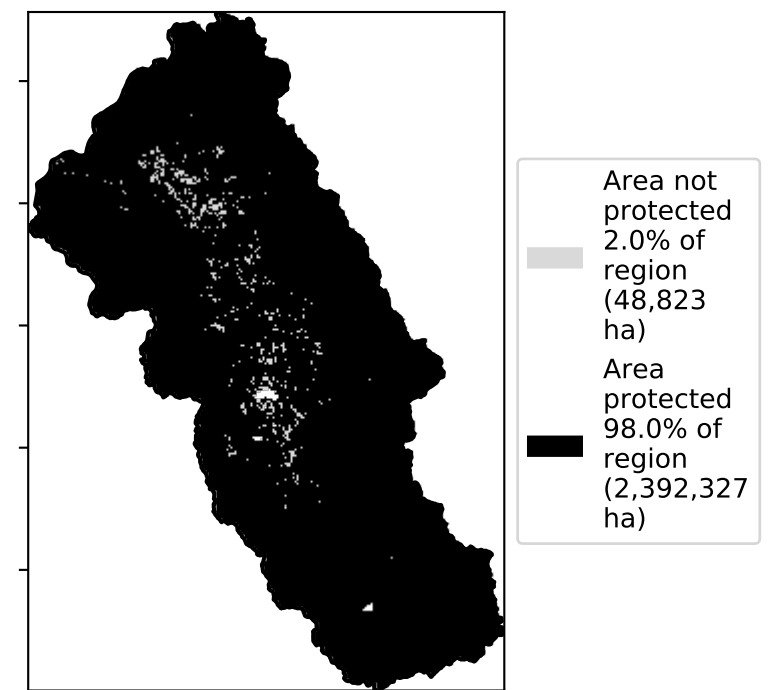 Area not
protected
2.0% of
region
(48,823
ha)
Area
protected
98.0% of
region
(2,392,327
ha)